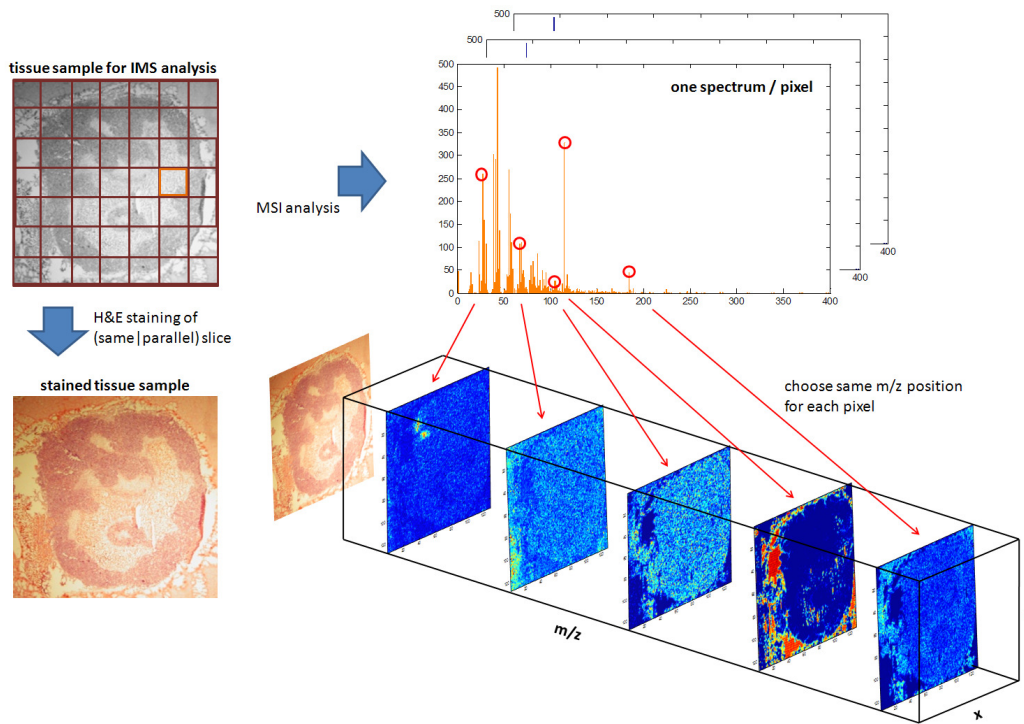 tissue sample for IMS analysis
H&E staining of
(same|parallel) slice
stained tissue sample
MSI analysis
500
500
400
400
one spectrum / pixel
500
450
400
350
300
250
200
150
100
50
0
0 50 100 150 200 250 300 350 400
choose same m/z position
for each pixel
m/z
x